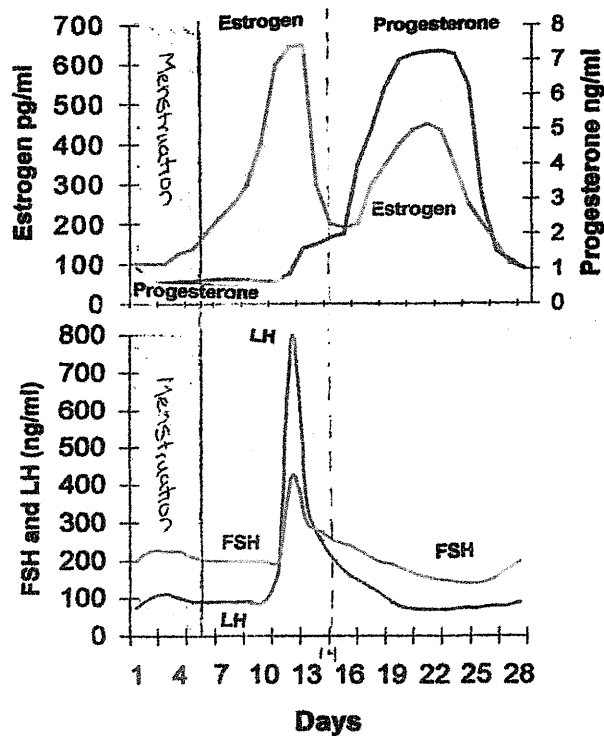 Estrogen Progesterone
Estrogen pg/ml
700
600
500
400
300
200
100
0
Menstruation
Estrogen
Progesterone
8
7
6
5
4
3
2
1
0
Progesterone ng/ml
FSH and LH (ng/ml)
800
700
600
500
400
300
200
100
0
Menstruation
LH
FSH
FSH
LH
14
1 4 7 10 13 16 19 22 28
Days